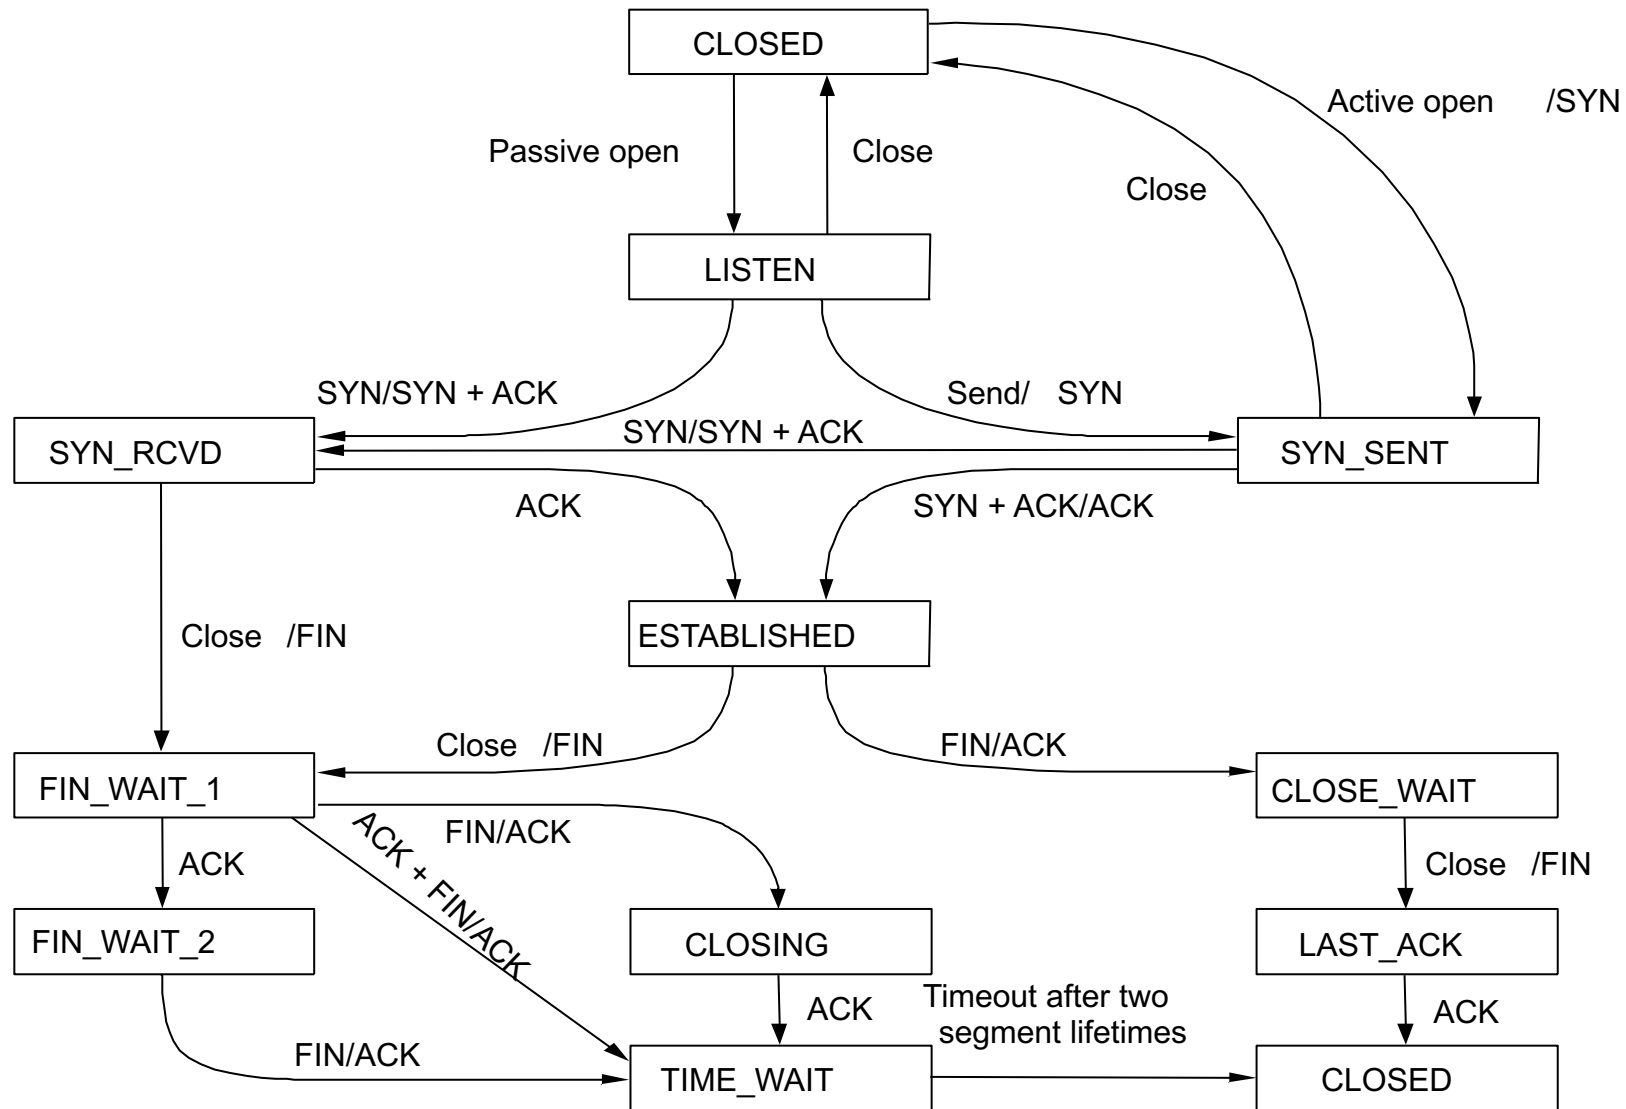 CLOSED
Active open /SYN
Passive open
Close
Close
LISTEN
SYN/SYN + ACK
Send/ SYN
SYN/SYN + ACK
SYN_RCVD
SYN_SENT
ACK
SYN + ACK/ACK
Close /FIN
ESTABLISHED
Close /FIN
FIN/ACK
FIN_WAIT_1
CLOSE_WAIT
FIN/ACK
ACK + FIN/ACK
ACK
Close /FIN
FIN_WAIT_2
CLOSING
LAST_ACK
ACK
Timeout after two
segment lifetimes
ACK
FIN/ACK
TIME_WAIT
CLOSED